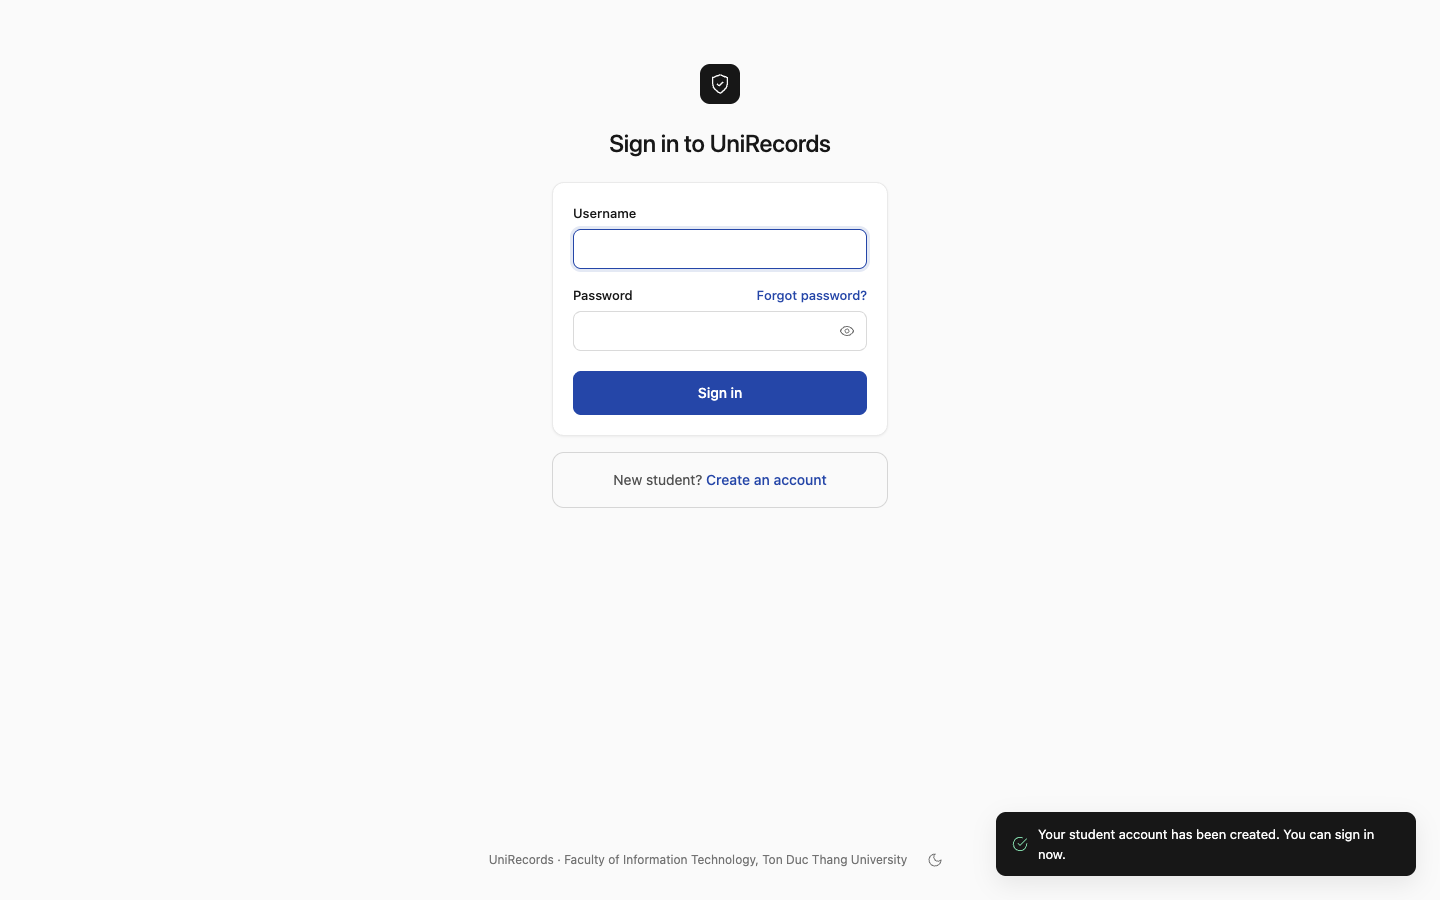 Sign in to UniRecords
Username
Password
Forgot password?
Sign in
New student? Create an account
UniRecords · Faculty of Information Technology, Ton Duc Thang University
Your student account has been created. You can sign in
now.